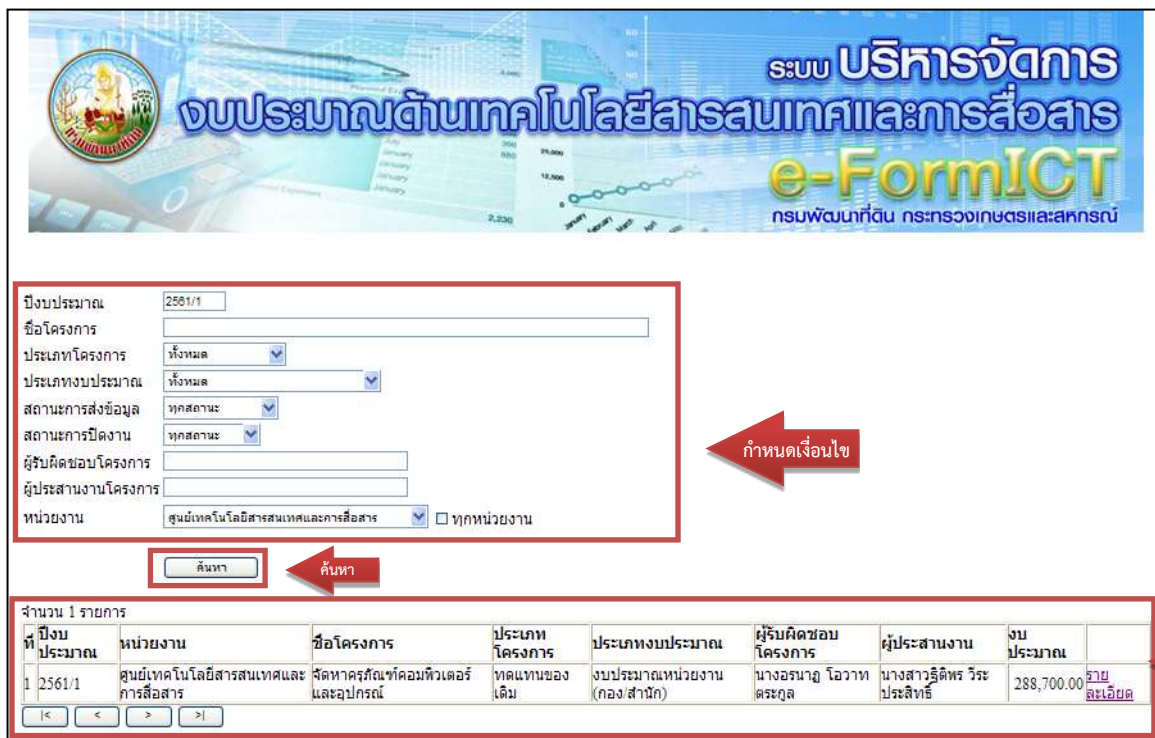 ระบบ บริหารจัดการ
งบประมาณด้านเทคโนโลยีสารสนเทศและการสื่อสาร
e-FormICT
กรมพัฒนาที่ดิน กระทรวงเกษตรและสหกรณ์
ปีงบประมาณ 2561/1
ชื่อโครงการ
ประเภทโครงการ ทั้งหมด
ประเภทงบประมาณ ทั้งหมด
สถานะการส่งข้อมูล ทุกสถานะ
สถานะการปิดงาน ทุกสถานะ
กำหนดเงื่อนไข
ผู้รับผิดชอบโครงการ
ผู้ประสานงานโครงการ
หน่วยงาน ศูนย์เทคโนโลยีสารสนเทศและการสื่อสาร ทุกหน่วยงาน
ค้นหา ค้นหา
จำนวน 1 รายการ
ที่ ปีงบ หน่วยงาน ชื่อโครงการ ประเภท ประเภทงบประมาณ ผู้รับผิดชอบ ผู้ประสานงาน งบ
ประมาณ โครงการ โครงการ ประมาณ
1 2561/1 ศูนย์เทคโนโลยีสารสนเทศและ จัดหาครุภัณฑ์คอมพิวเตอร์ ทดแทนของ งบประมาณหน่วยงาน นางอรนาฏ โอวาท นางสาวฐิติพร วีระ 288,700.00 ราย
การสื่อสาร และอุปกรณ์ เดิม (กอง/สำนัก) ตระกูล ประสิทธิ์ ละเอียด
|< < > >|